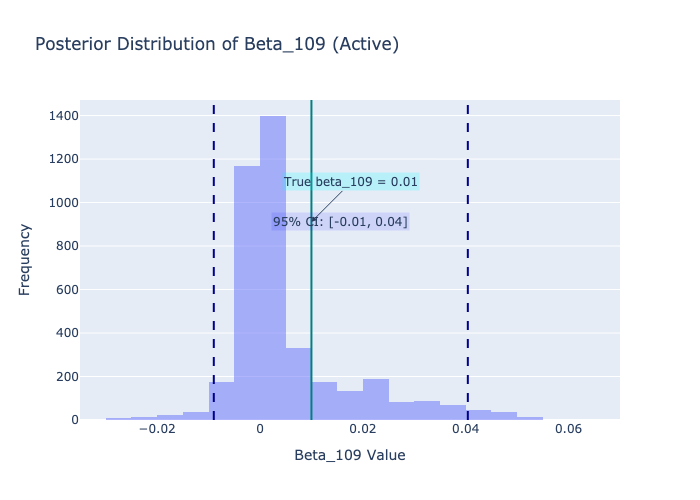 Posterior Distribution of Beta_109 (Active)
1400
1200
1000
800
600
400
200
0
Frequency
True beta_109 = 0.01
95% CI: [-0.01, 0.04]
−0.02
0
0.02
0.04
0.06
Beta_109 Value